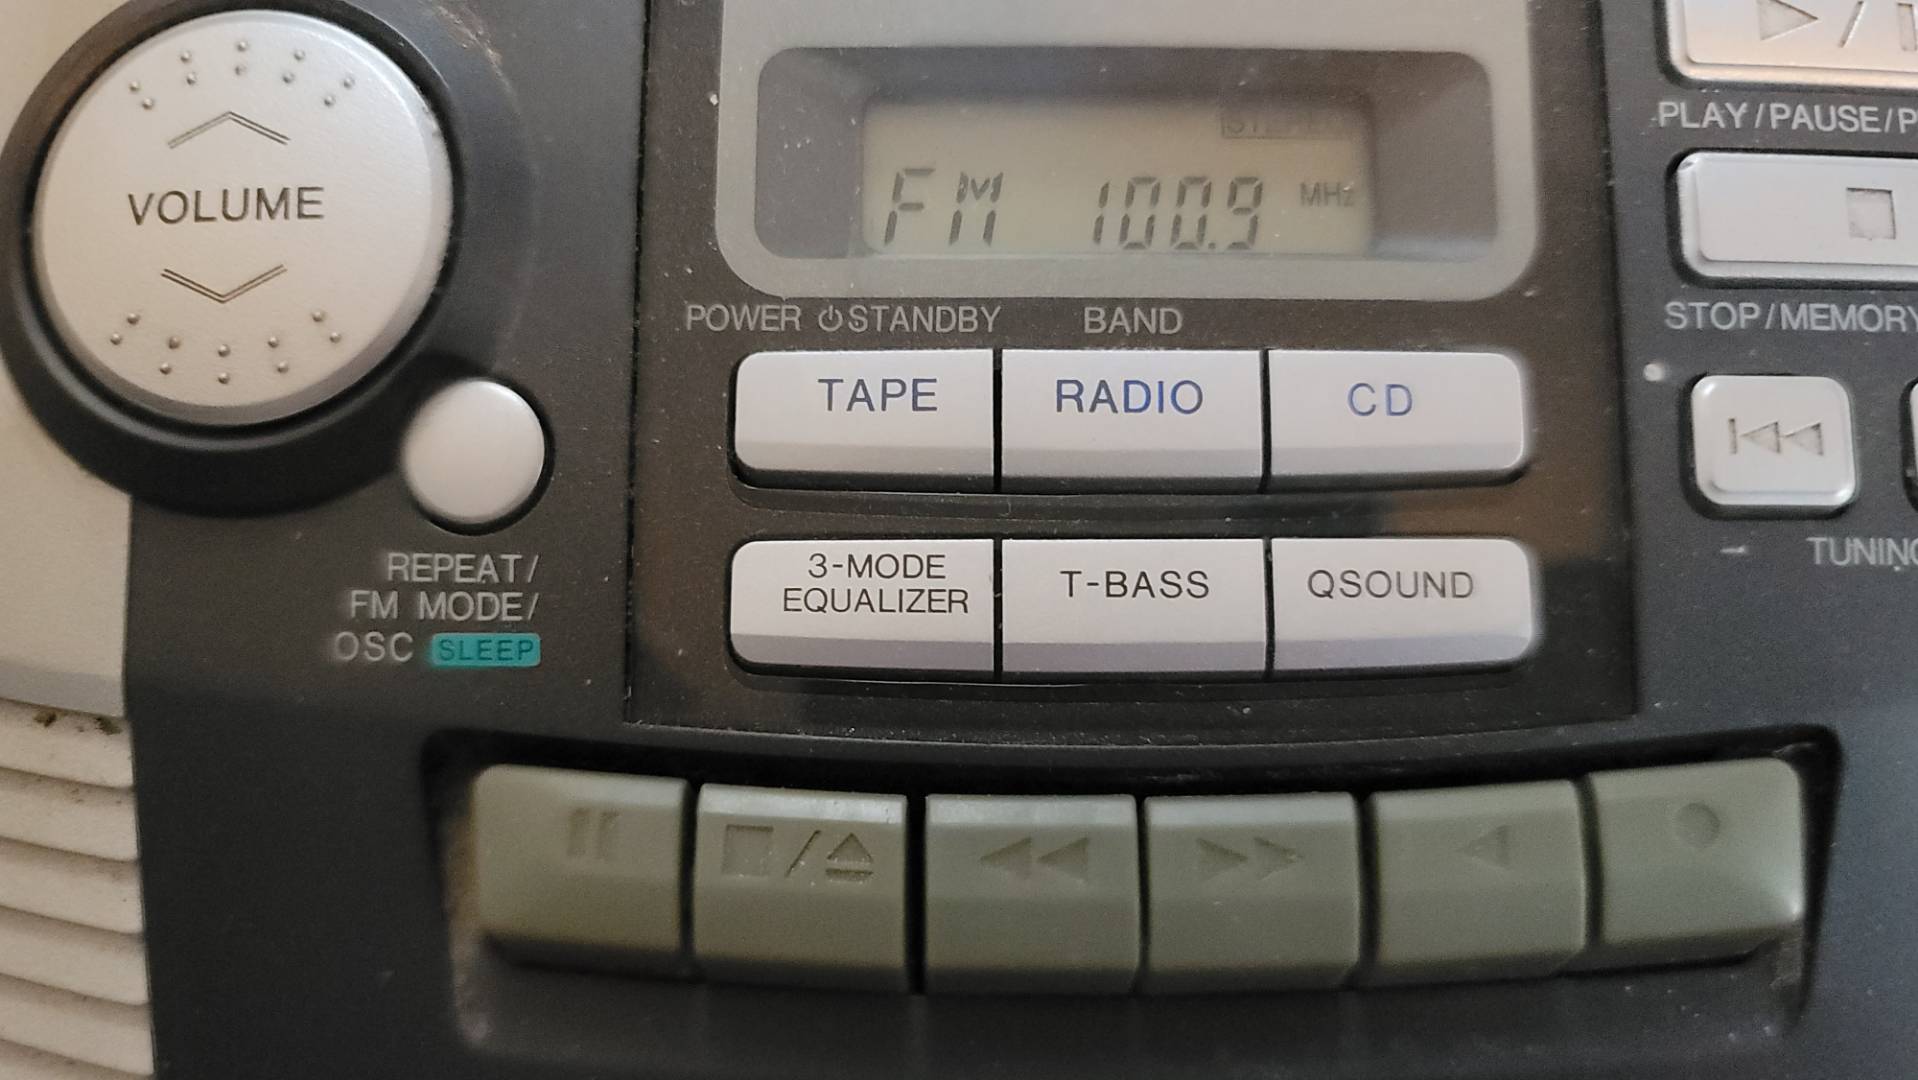 VOLUME
STEREO
FM 100.9 MHz
POWER STANDBY BAND
TAPE RADIO CD
3-MODE
EQUALIZER
T-BASS QSOUND
REPEAT/
FM MODE/
OSC SLEEP
PLAY/PAUSE/P
STOP/MEMORY
- TUNING